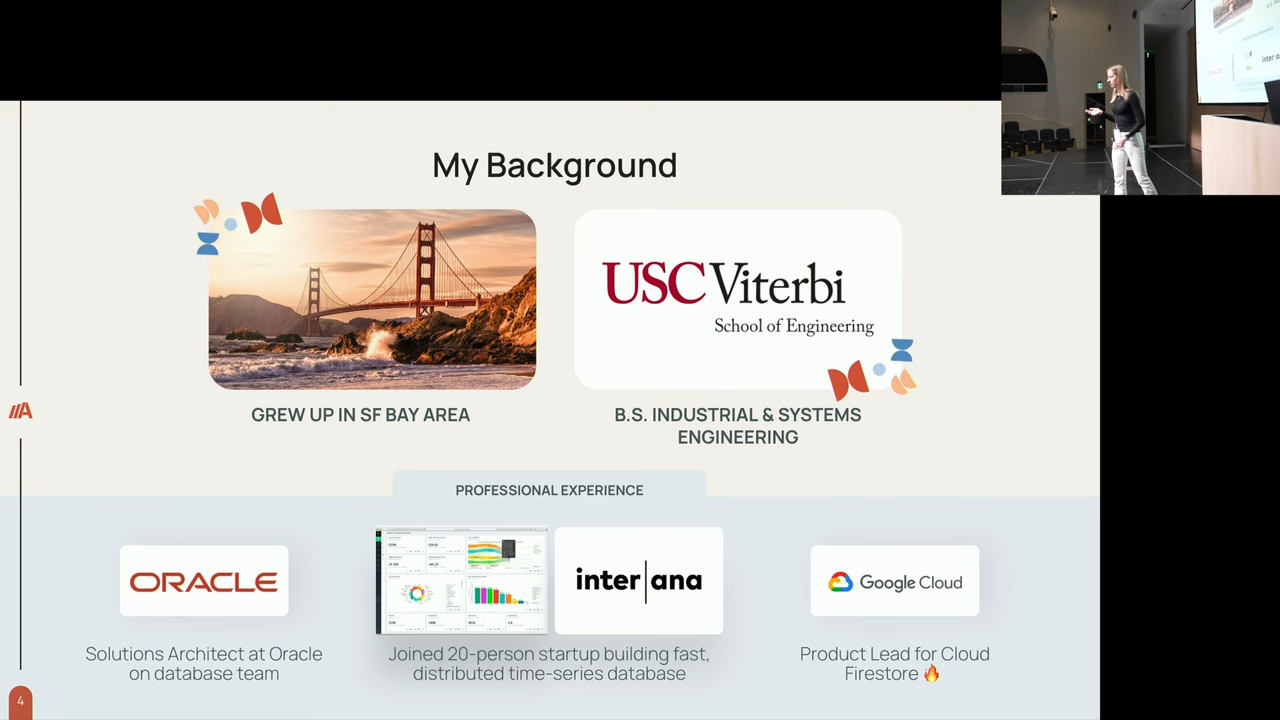 My Background
USC Viterbi
School of Engineering
GREW UP IN SF BAY AREA
B.S. INDUSTRIAL & SYSTEMS
ENGINEERING
PROFESSIONAL EXPERIENCE
ORACLE
inter|ana
Google Cloud
Solutions Architect at Oracle
on database team
Joined 20-person startup building fast,
distributed time-series database
Product Lead for Cloud
Firestore 🔥
4